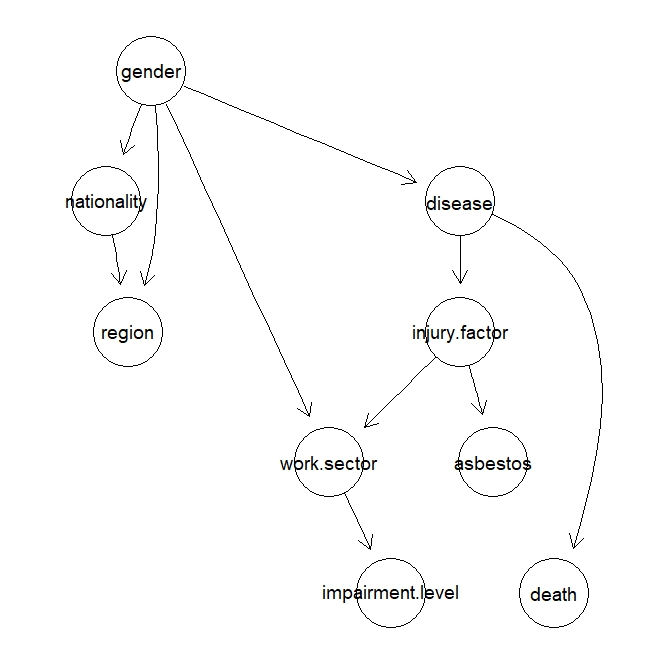 gender
nationality
disease
region
injury.factor
work.sector
asbestos
impairment.level
death